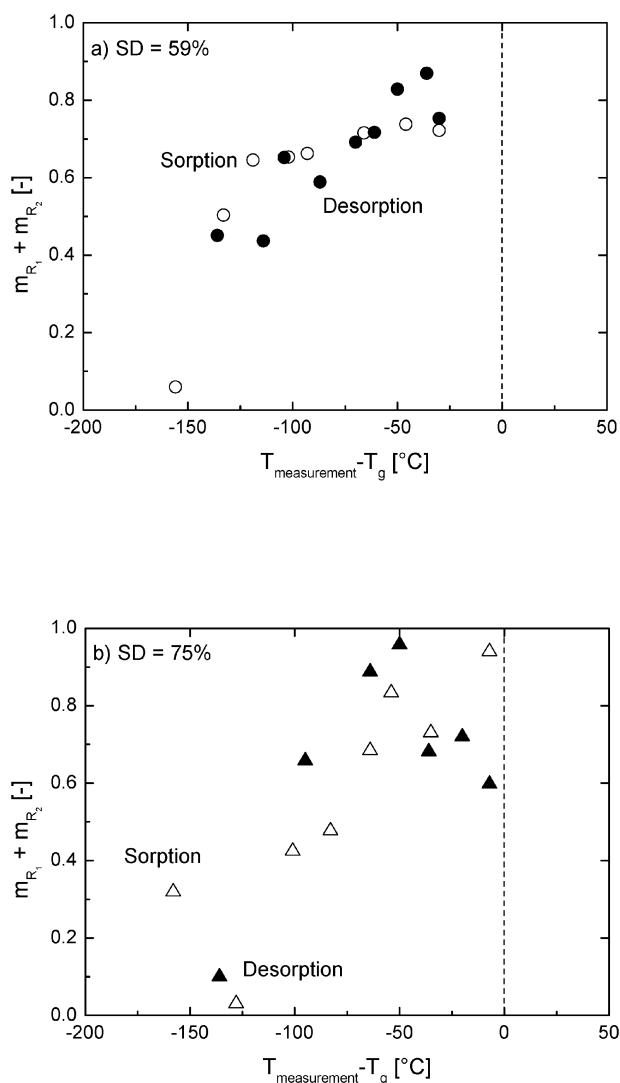 1.0
a) SD = 59%
0.8
Sorption
0.6
Desorption
0.4
0.2
0.0
-200 -150 -100 -50 0 50
m_R1 + m_R2 [-]
T_measurement-T_g [°C]
1.0
b) SD = 75%
0.8
0.6
Sorption
0.4
0.2
Desorption
0.0
-200 -150 -100 -50 0 50
m_R1 + m_R2 [-]
T_measurement-T_g [°C]